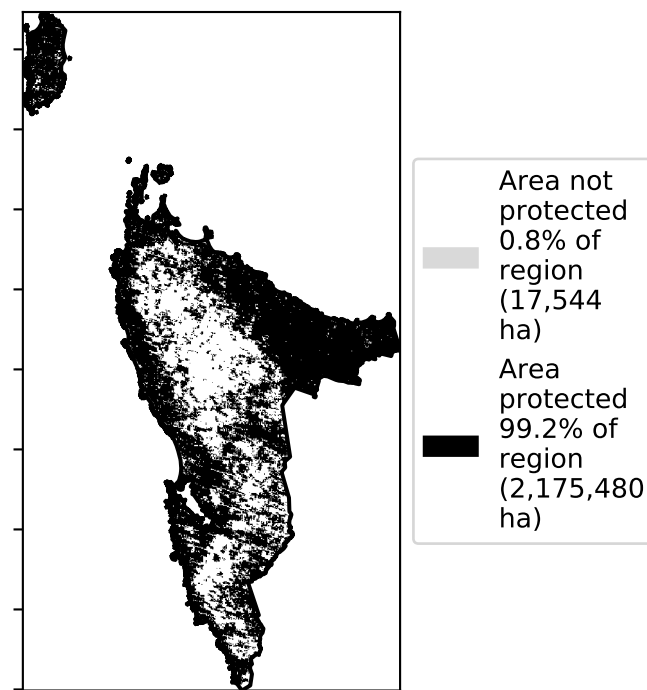 Area not
protected
0.8% of
region
(17,544
ha)
Area
protected
99.2% of
region
(2,175,480
ha)